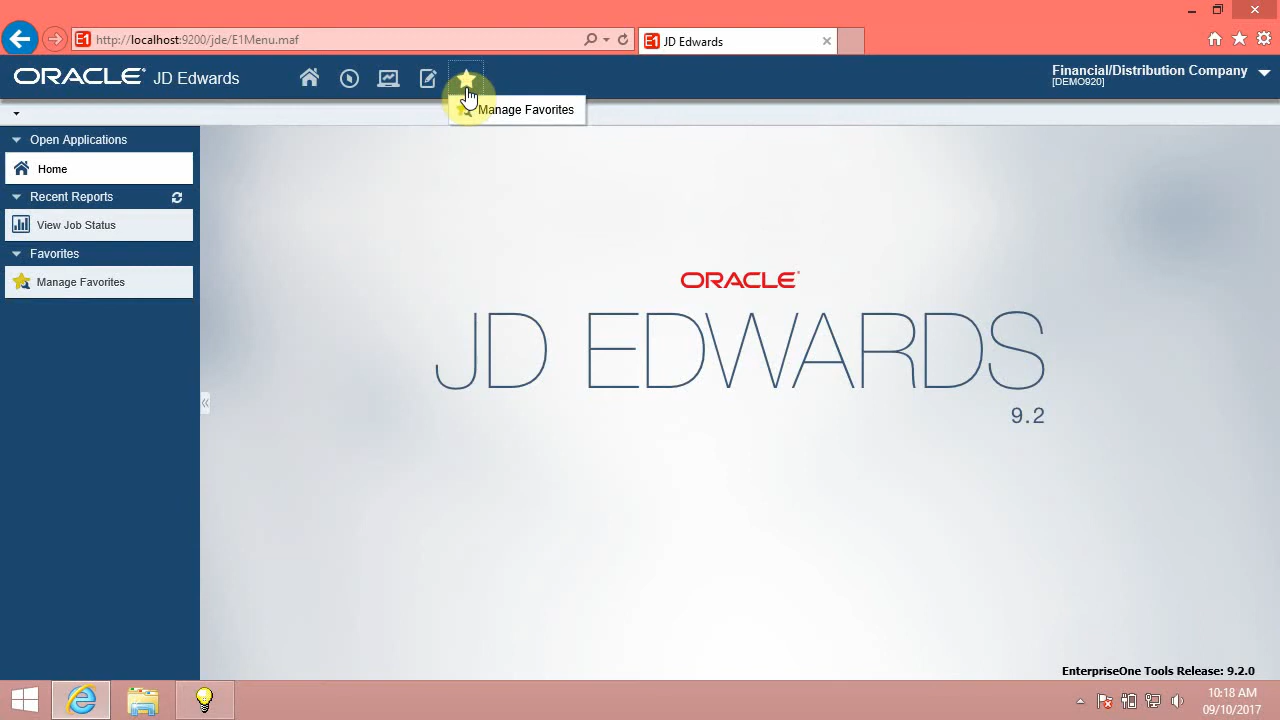 E1 http://localhost:9200/jde/E1Menu.maf
E1 JD Edwards
ORACLE® JD Edwards
Financial/Distribution Company
[DEMO920]
Manage Favorites
Open Applications
Home
Recent Reports
View Job Status
Favorites
Manage Favorites
ORACLE®
JD EDWARDS
9.2
EnterpriseOne Tools Release: 9.2.0
10:18 AM
09/10/2017